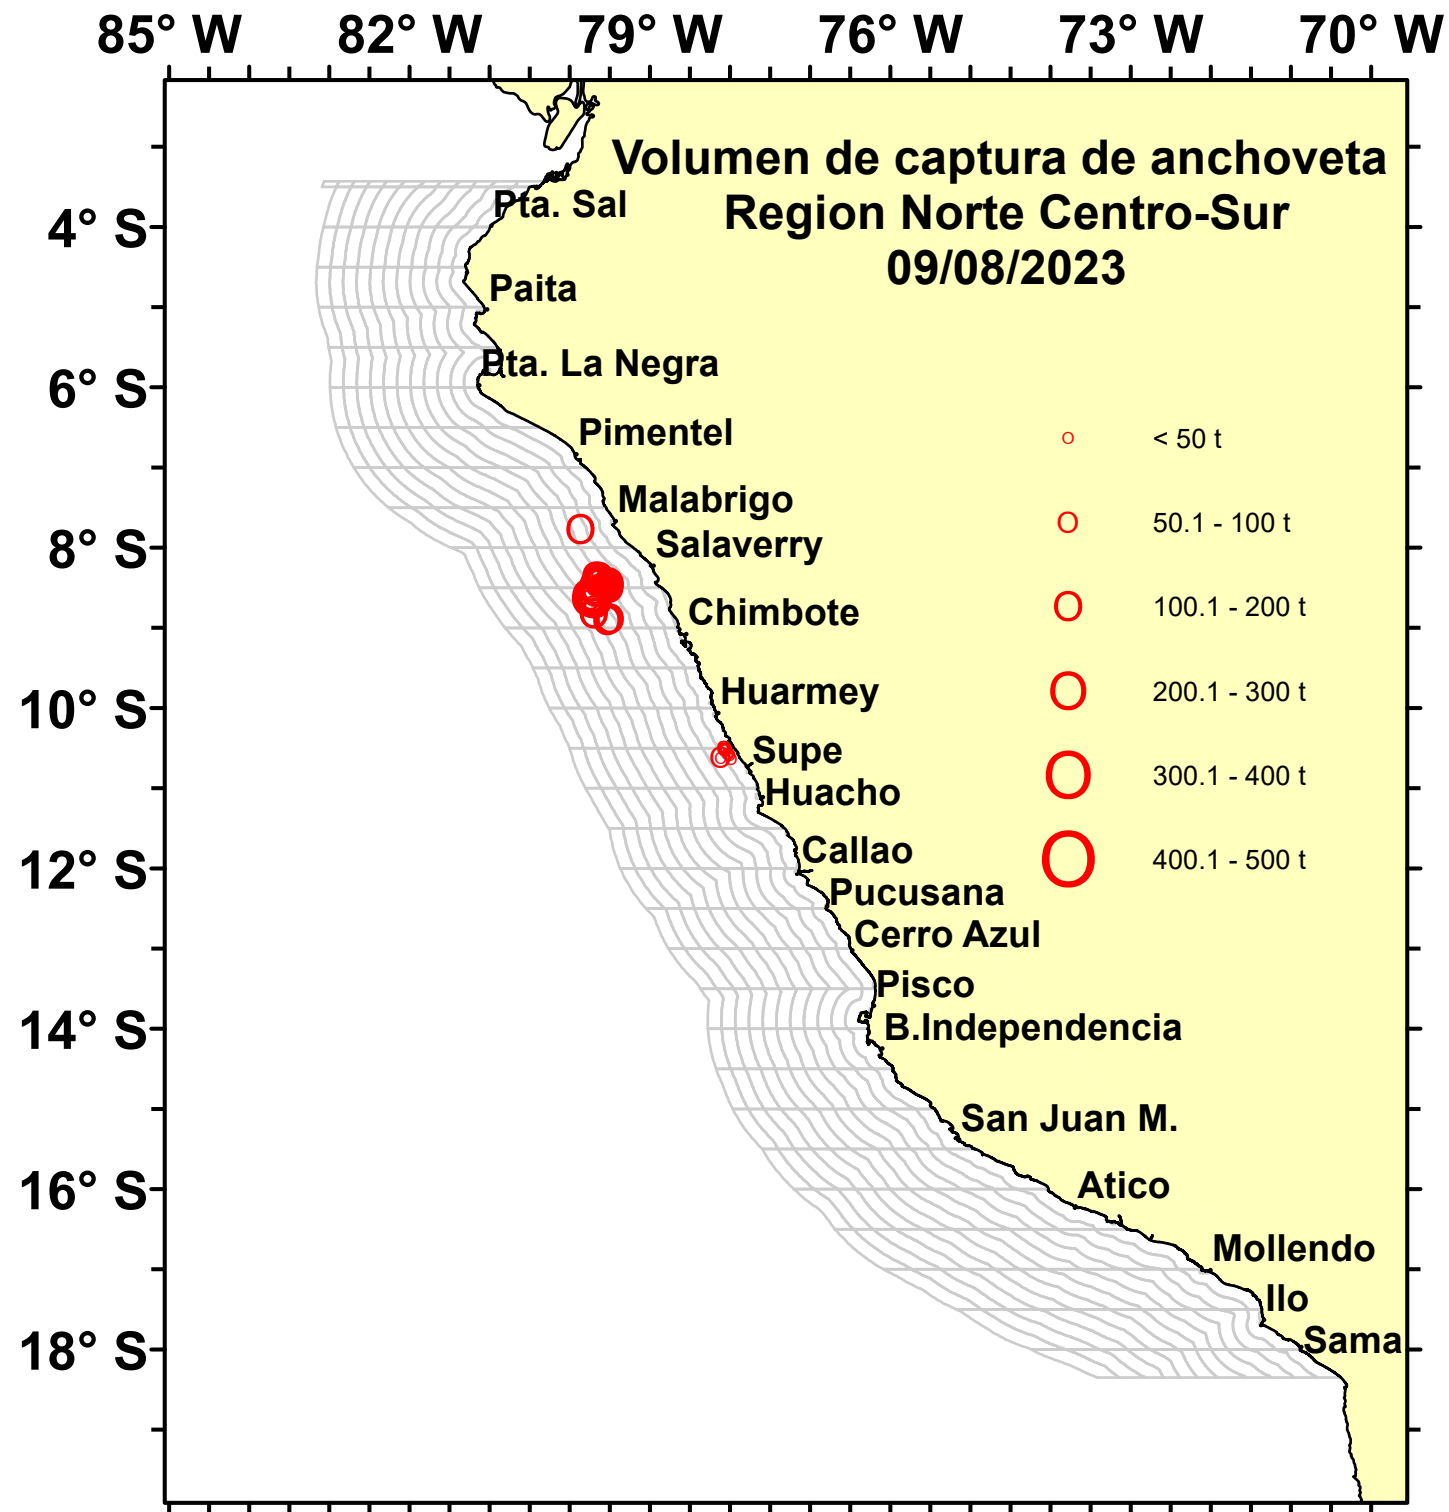 85° W 82° W 79° W 76° W 73° W 70° W
Volumen de captura de anchoveta
Region Norte Centro-Sur
09/08/2023
Pta. Sal
4° S
Paita
Pta. La Negra
6° S
Pimentel
< 50 t
Malabrigo
50.1 - 100 t
8° S
Salaverry
Chimbote
100.1 - 200 t
Huarmey
200.1 - 300 t
10° S
Supe
300.1 - 400 t
Huacho
Callao
400.1 - 500 t
12° S
Pucusana
Cerro Azul
Pisco
14° S
B.Independencia
San Juan M.
16° S
Atico
Mollendo
Ilo
18° S
Sama